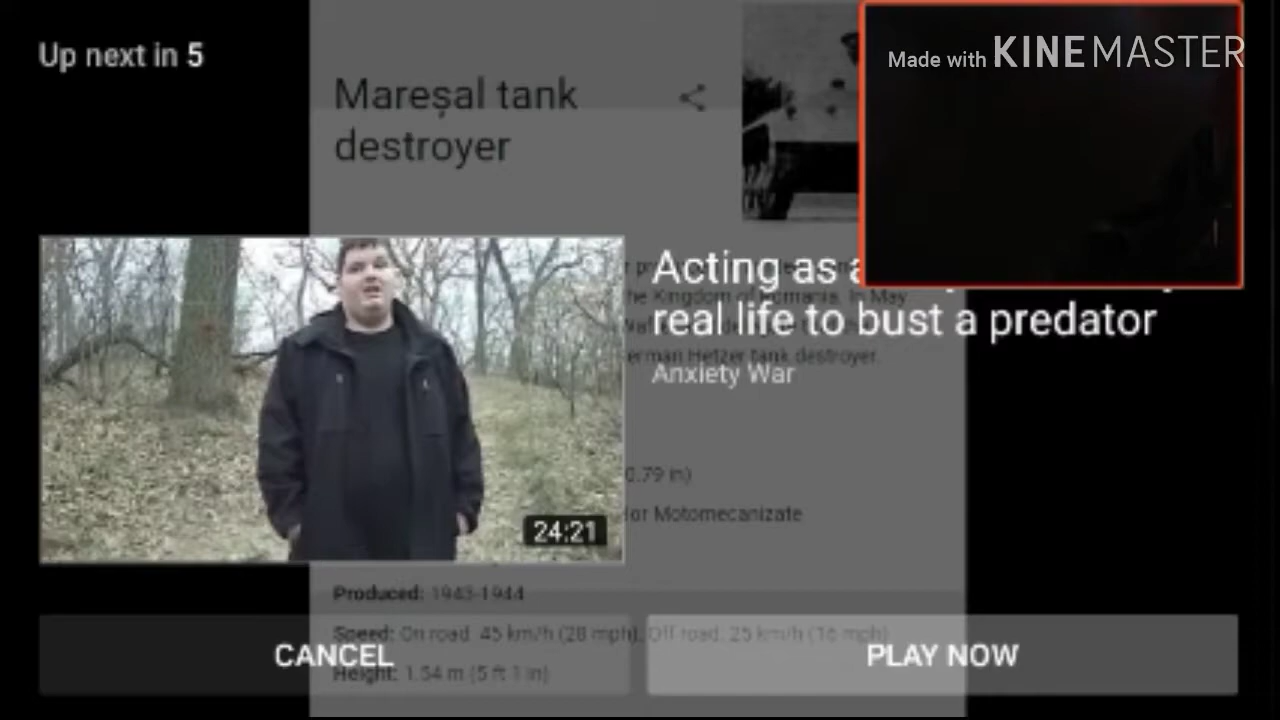 Up next in 5
Made with KINEMASTER
Mareșal tank
destroyer
Acting as a
real life to bust a predator
he Kingdom of Romania. In May
erman Hetzer tank destroyer.
Anxiety War
0.79 in)
or Motomecanizate
24:21
Produced: 1943-1944
Speed: On road: 45 km/h (28 mph); Off road: 25 km/h (16 mph)
CANCEL
PLAY NOW
Height: 1.54 m (5 ft 1 in)